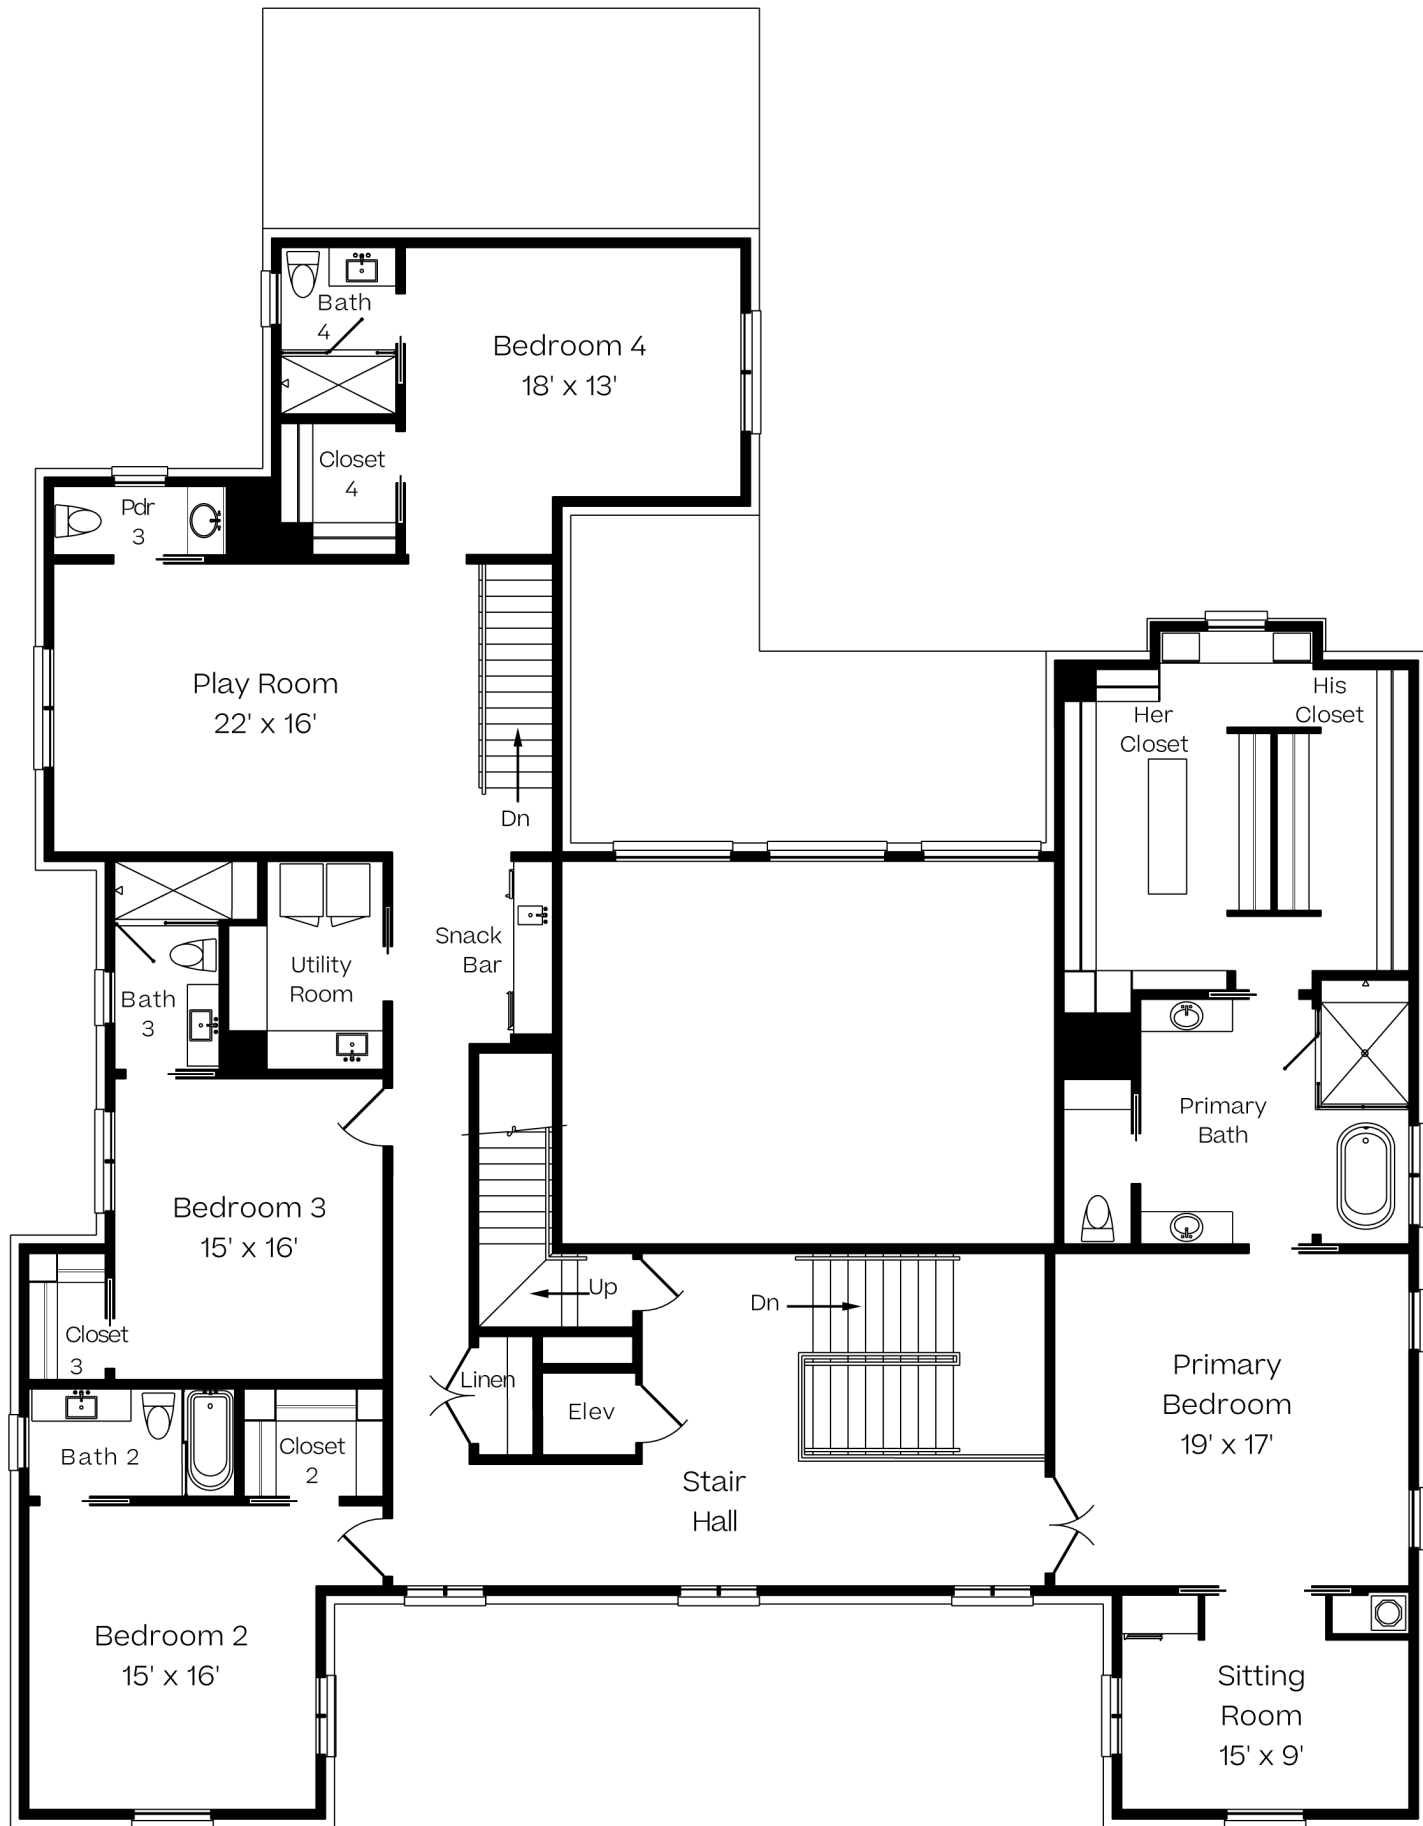 Bath
4
Bedroom 4
18' x 13'
Closet
4
Pdr
3
Play Room
22' x 16'
Dn
His
Closet
Her
Closet
Snack
Bar
Utility
Room
Bath
3
Primary
Bath
Bedroom 3
15' x 16'
Up
Dn
Closet
3
Linen
Elev
Primary
Bedroom
19' x 17'
Bath 2
Closet
2
Stair
Hall
Bedroom 2
15' x 16'
Sitting
Room
15' x 9'